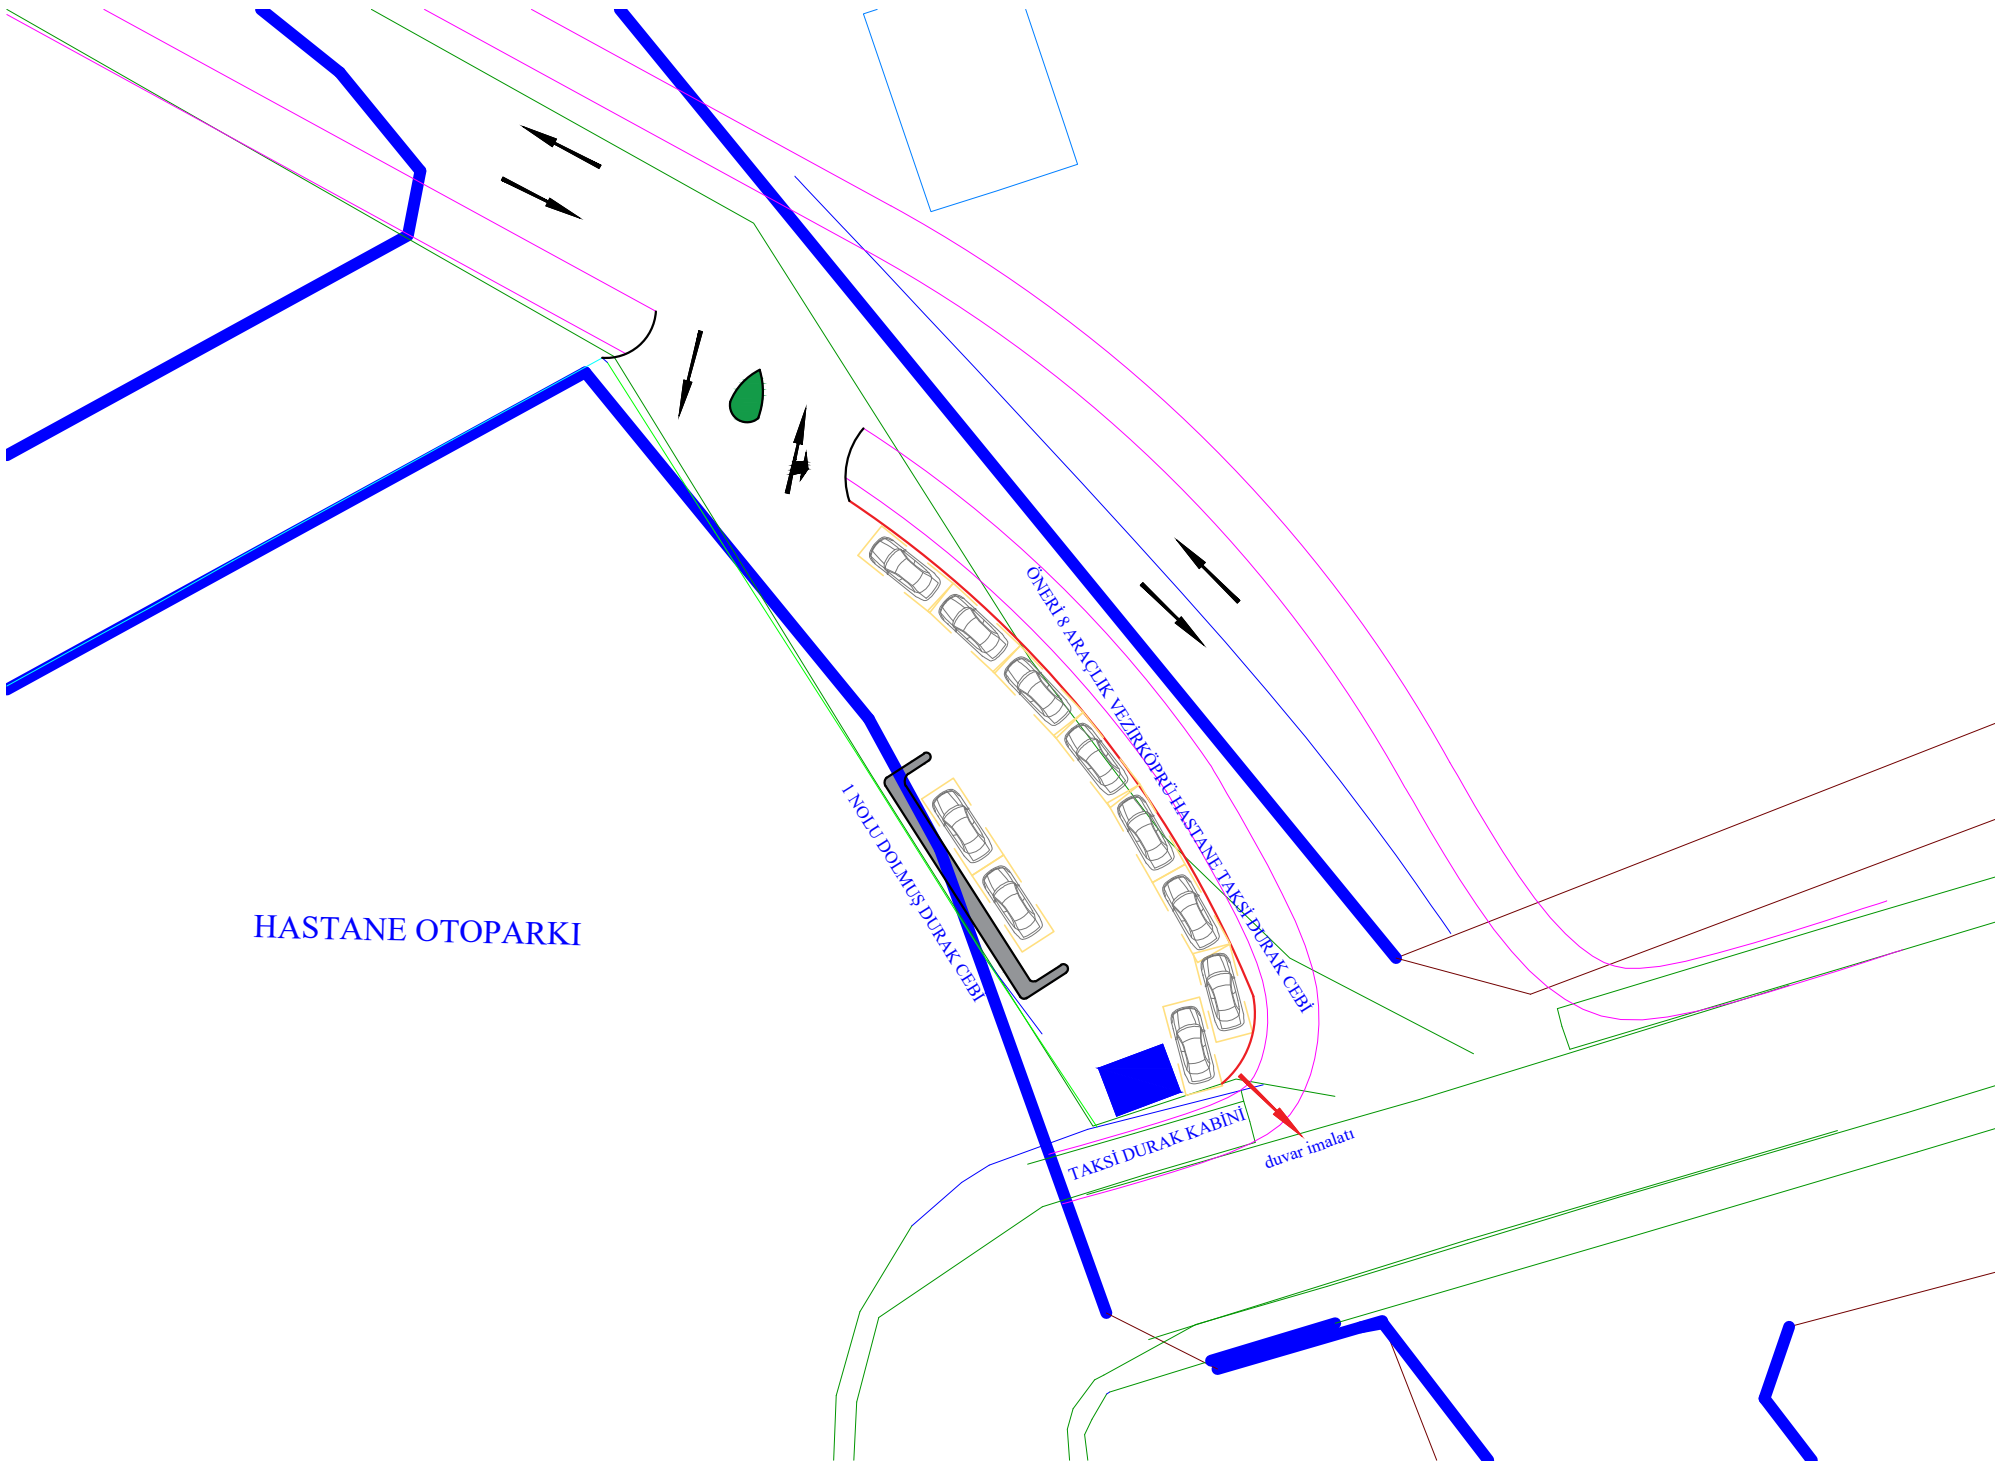 ÖNERİ 8 ARAÇLIK VEZİRKÖPRÜ HASTANE TAKSİ DURAK CEBİ
1 NOLU DOLMUŞ DURAK CEBİ
HASTANE OTOPARKI
TAKSİ DURAK KABİNİ
duvar imalatı